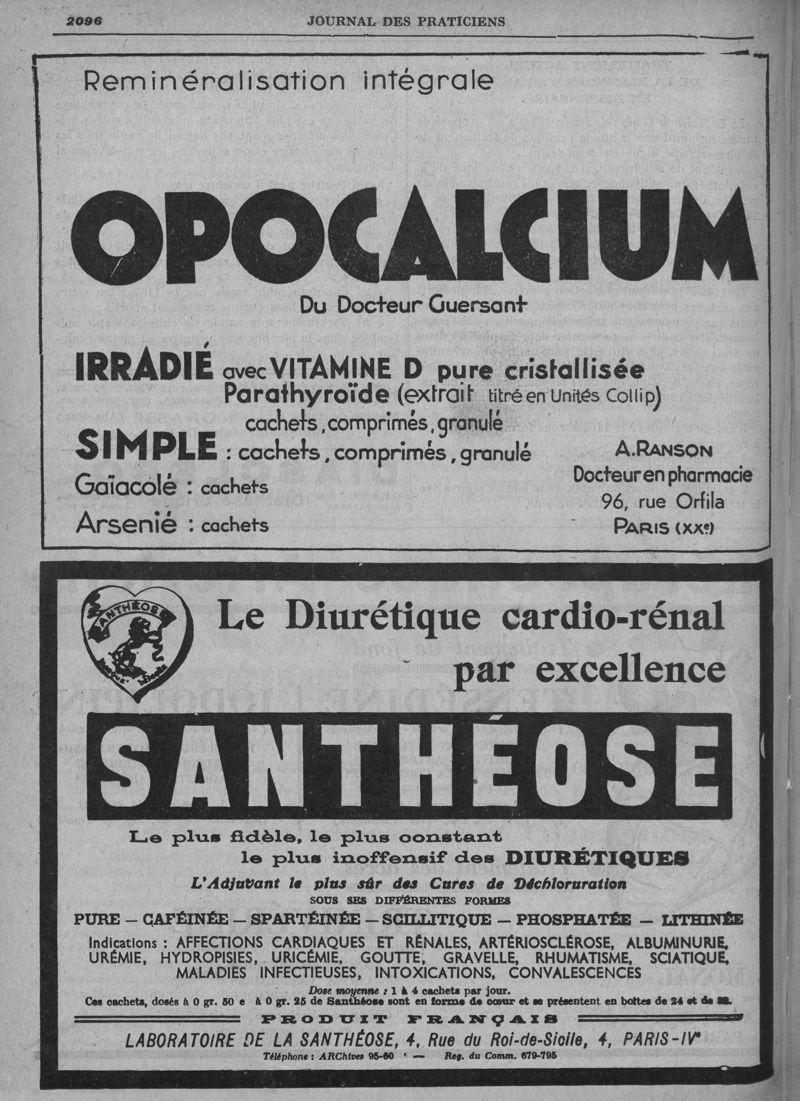 2096
JOURNAL DES PRATICIENS
Reminéralisation intégrale
OPOCALCIUM
Du Docteur Guersant
IRRADIÉ avec VITAMINE D pure cristallisée
Parathyroïde (extrait titré en Unités Collip)
cachets, comprimés, granulé
SIMPLE : cachets, comprimés, granulé
Gaïacolé : cachets
Arsenié : cachets
A. RANSON
Docteur en pharmacie
96, rue Orfila
PARIS (XXe)
SANTHÉOSE
Le Diurétique cardio-rénal
par excellence
SANTHÉOSE
Le plus fidèle, le plus constant
le plus inoffensif des DIURÉTIQUES
L'Adjuvant le plus sûr des Cures de Déchloruration
SOUS SES DIFFÉRENTES FORMES
PURE — CAFÉINÉE — SPARTÉINÉE — SCILLITIQUE — PHOSPHATÉE — LITHINÉE
Indications : AFFECTIONS CARDIAQUES ET RÉNALES, ARTÉRIOSCLÉROSE, ALBUMINURIE,
URÉMIE, HYDROPISIES, URICÉMIE, GOUTTE, GRAVELLE, RHUMATISME, SCIATIQUE,
MALADIES INFECTIEUSES, INTOXICATIONS, CONVALESCENCES
Dose moyenne : 1 à 4 cachets par jour.
Ces cachets, dosés à 0 gr. 50 e à 0 gr. 25 de Santhéose sont en forme de cœur et se présentent en boîtes de 24 et de
PRODUIT FRANÇAIS
LABORATOIRE DE LA SANTHÉOSE, 4, Rue du Roi-de-Sicile, 4, PARIS-IVe
Téléphone : ARChives 95-60 — Reg. du Comm. 679-795